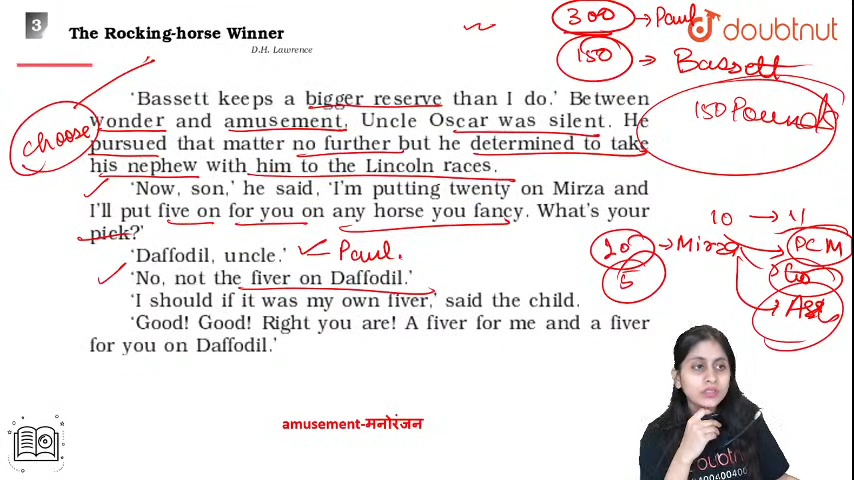 3
The Rocking-horse Winner
D.H. Lawrence
300 → Paul
doubtnut
150 → Bassett
150 Pounds
choose
'Bassett keeps a bigger reserve than I do.' Between
wonder and amusement, Uncle Oscar was silent. He
pursued that matter no further but he determined to take
his nephew with him to the Lincoln races.
'Now, son,' he said, 'I'm putting twenty on Mirza and
I'll put five on for you on any horse you fancy. What's your
pick?'
10 → 11
20 → Mirza
PCM
5
'Daffodil, uncle.' Paul.
'No, not the fiver on Daffodil.'
'I should if it was my own fiver,' said the child.
'Good! Good! Right you are! A fiver for me and a fiver
for you on Daffodil.'
amusement-मनोरंजन
doubtnut